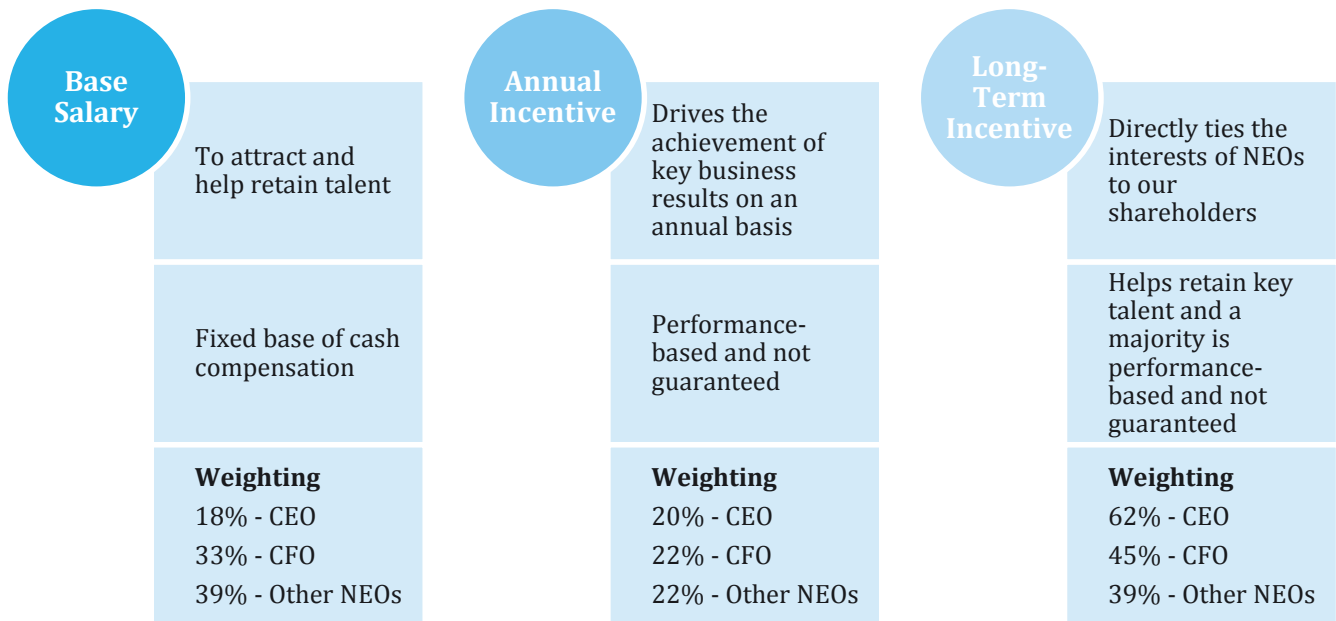 Base
Salary
To attract and
help retain talent
Fixed base of cash
compensation
Weighting
18% - CEO
33% - CFO
39% - Other NEOs
Annual
Incentive
Drives the
achievement of
key business
results on an
annual basis
Performance-
based and not
guaranteed
Weighting
20% - CEO
22% - CFO
22% - Other NEOs
Long-
Term
Incentive
Directly ties the
interests of NEOs
to our
shareholders
Helps retain key
talent and a
majority is
performance-
based and not
guaranteed
Weighting
62% - CEO
45% - CFO
39% - Other NEOs